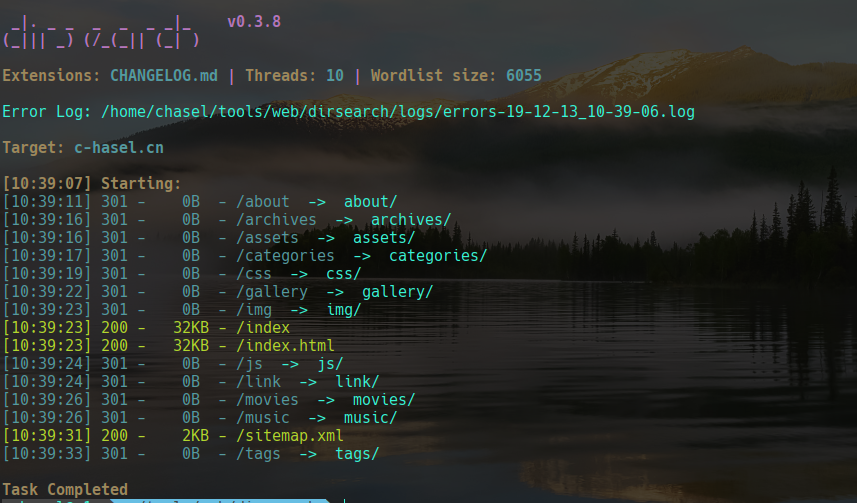 _|. _ _  _  _  _ _|_    v0.3.8
(_||| _) (/_(_|| (_| )
Extensions: CHANGELOG.md | Threads: 10 | Wordlist size: 6055
Error Log: /home/chasel/tools/web/dirsearch/logs/errors-19-12-13_10-39-06.log
Target: c-hasel.cn
[10:39:07] Starting:
[10:39:11] 301 -    0B  - /about  ->  about/
[10:39:16] 301 -    0B  - /archives  ->  archives/
[10:39:16] 301 -    0B  - /assets  ->  assets/
[10:39:17] 301 -    0B  - /categories  ->  categories/
[10:39:19] 301 -    0B  - /css  ->  css/
[10:39:22] 301 -    0B  - /gallery  ->  gallery/
[10:39:23] 301 -    0B  - /img  ->  img/
[10:39:23] 200 -   32KB - /index
[10:39:23] 200 -   32KB - /index.html
[10:39:24] 301 -    0B  - /js  ->  js/
[10:39:24] 301 -    0B  - /link  ->  link/
[10:39:26] 301 -    0B  - /movies  ->  movies/
[10:39:26] 301 -    0B  - /music  ->  music/
[10:39:31] 200 -    2KB - /sitemap.xml
[10:39:33] 301 -    0B  - /tags  ->  tags/
Task Completed